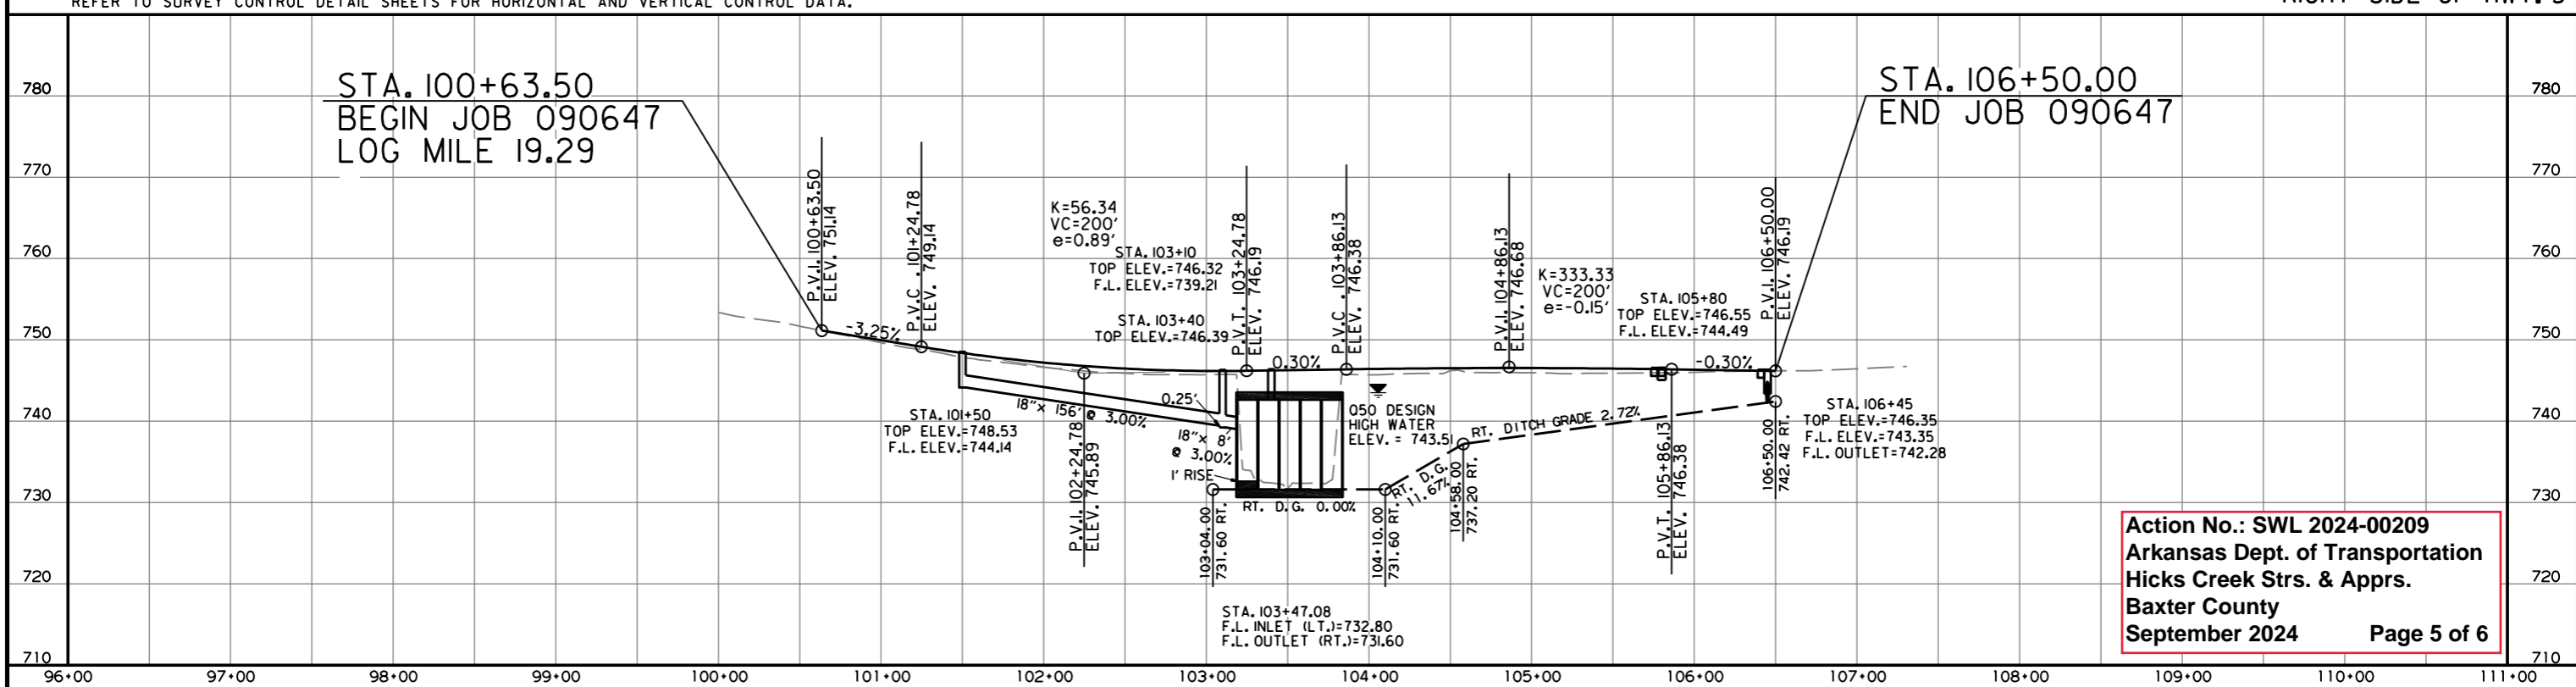 REFER TO SURVEY CONTROL DETAIL SHEETS FOR HORIZONTAL AND VERTICAL CONTROL DATA.
RIGHT SIDE OF HWY. 5
STA. 100+63.50
BEGIN JOB 090647
LOG MILE 19.29
STA. 106+50.00
END JOB 090647
780
770
760
750
740
730
720
710
780
770
760
750
740
730
720
710
P.V.I. 100+63.50
ELEV. 751.14
-3.25%
P.V.C. 101+24.78
ELEV. 749.14
K=56.34
VC=200'
e=0.89'
STA. 103+10
TOP ELEV.=746.32
F.L. ELEV.=739.21
STA. 103+40
TOP ELEV.=746.39
P.V.T. 103+24.78
ELEV. 746.19
0.30%
P.V.C. 103+86.13
ELEV. 746.38
P.V.I. 104+86.13
ELEV. 746.68
K=333.33
VC=200'
e=-0.15'
STA. 105+80
TOP ELEV.=746.55
F.L. ELEV.=744.49
P.V.I. 106+50.00
ELEV. 746.19
-0.30%
STA. 101+50
TOP ELEV.=748.53
F.L. ELEV.=744.14
18"× 156' @ 3.00%
P.V.I. 102+24.78
ELEV. 745.89
0.25'
18"× 8'
@ 3.00%
1' RISE
Q50 DESIGN
HIGH WATER
ELEV. = 743.51
RT. DITCH GRADE 2.72%
RT. D.G. 0.00%
RT. D.G.
11.67%
103+04.00
731.60 RT.
104+10.00
731.60 RT.
104+58.00
737.20 RT.
P.V.T. 105+86.13
ELEV. 746.38
106+50.00
742.42 RT.
STA. 106+45
TOP ELEV.=746.35
F.L. ELEV.=743.35
F.L. OUTLET=742.28
STA. 103+47.08
F.L. INLET (LT.)=732.80
F.L. OUTLET (RT.)=731.60
Action No.: SWL 2024-00209
Arkansas Dept. of Transportation
Hicks Creek Strs. & Apprs.
Baxter County
September 2024 Page 5 of 6
96+00 97+00 98+00 99+00 100+00 101+00 102+00 103+00 104+00 105+00 106+00 107+00 108+00 109+00 110+00 111+00